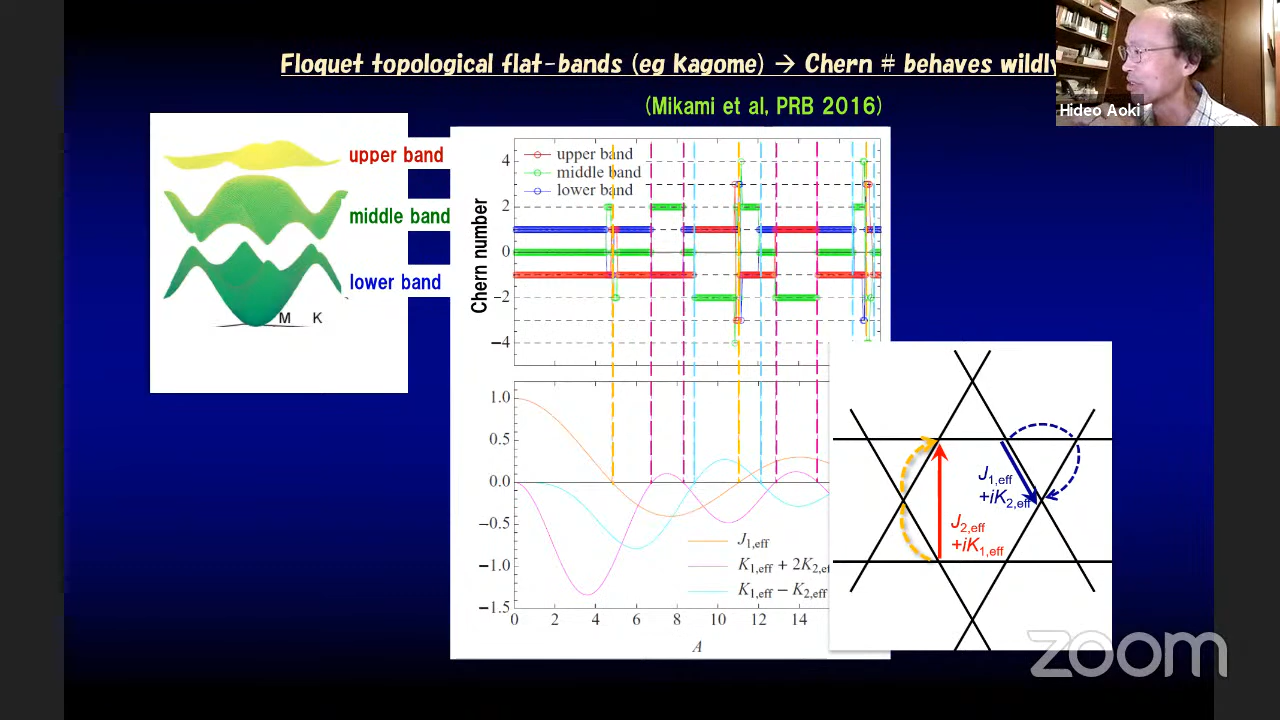 Floquet topological flat-bands (eg kagome) → Chern # behaves wildly
(Mikami et al, PRB 2016)
Hideo Aoki
upper band
middle band
lower band
M K
Chern number
4
2
0
−2
−4
upper band
middle band
lower band
1.0
0.5
0.0
−0.5
−1.0
−1.5
J1,eff
K1,eff + 2K2,eff
K1,eff − K2,eff
0 2 4 6 8 10 12 14
A
J1,eff
+iK2,eff
J2,eff
+iK1,eff
zoom